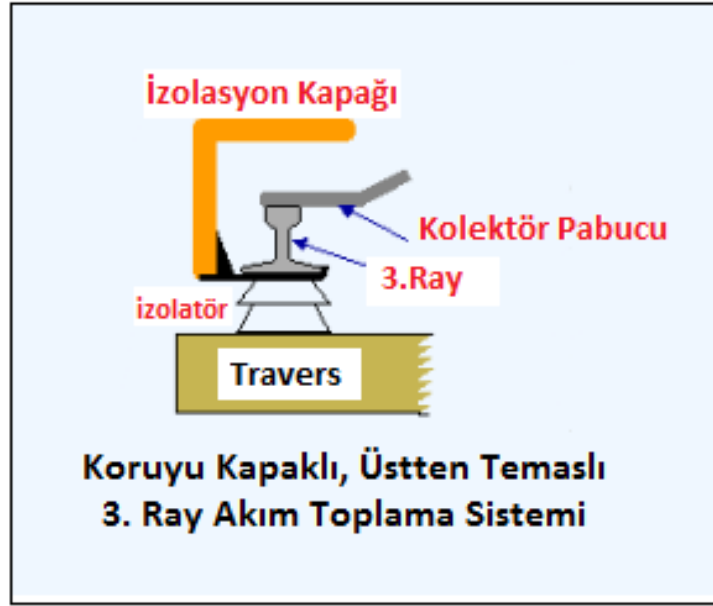 İzolasyon Kapağı
Kolektör Pabucu
3.Ray
izolatör
Travers
Koruyu Kapaklı, Üstten Temaslı
3. Ray Akım Toplama Sistemi